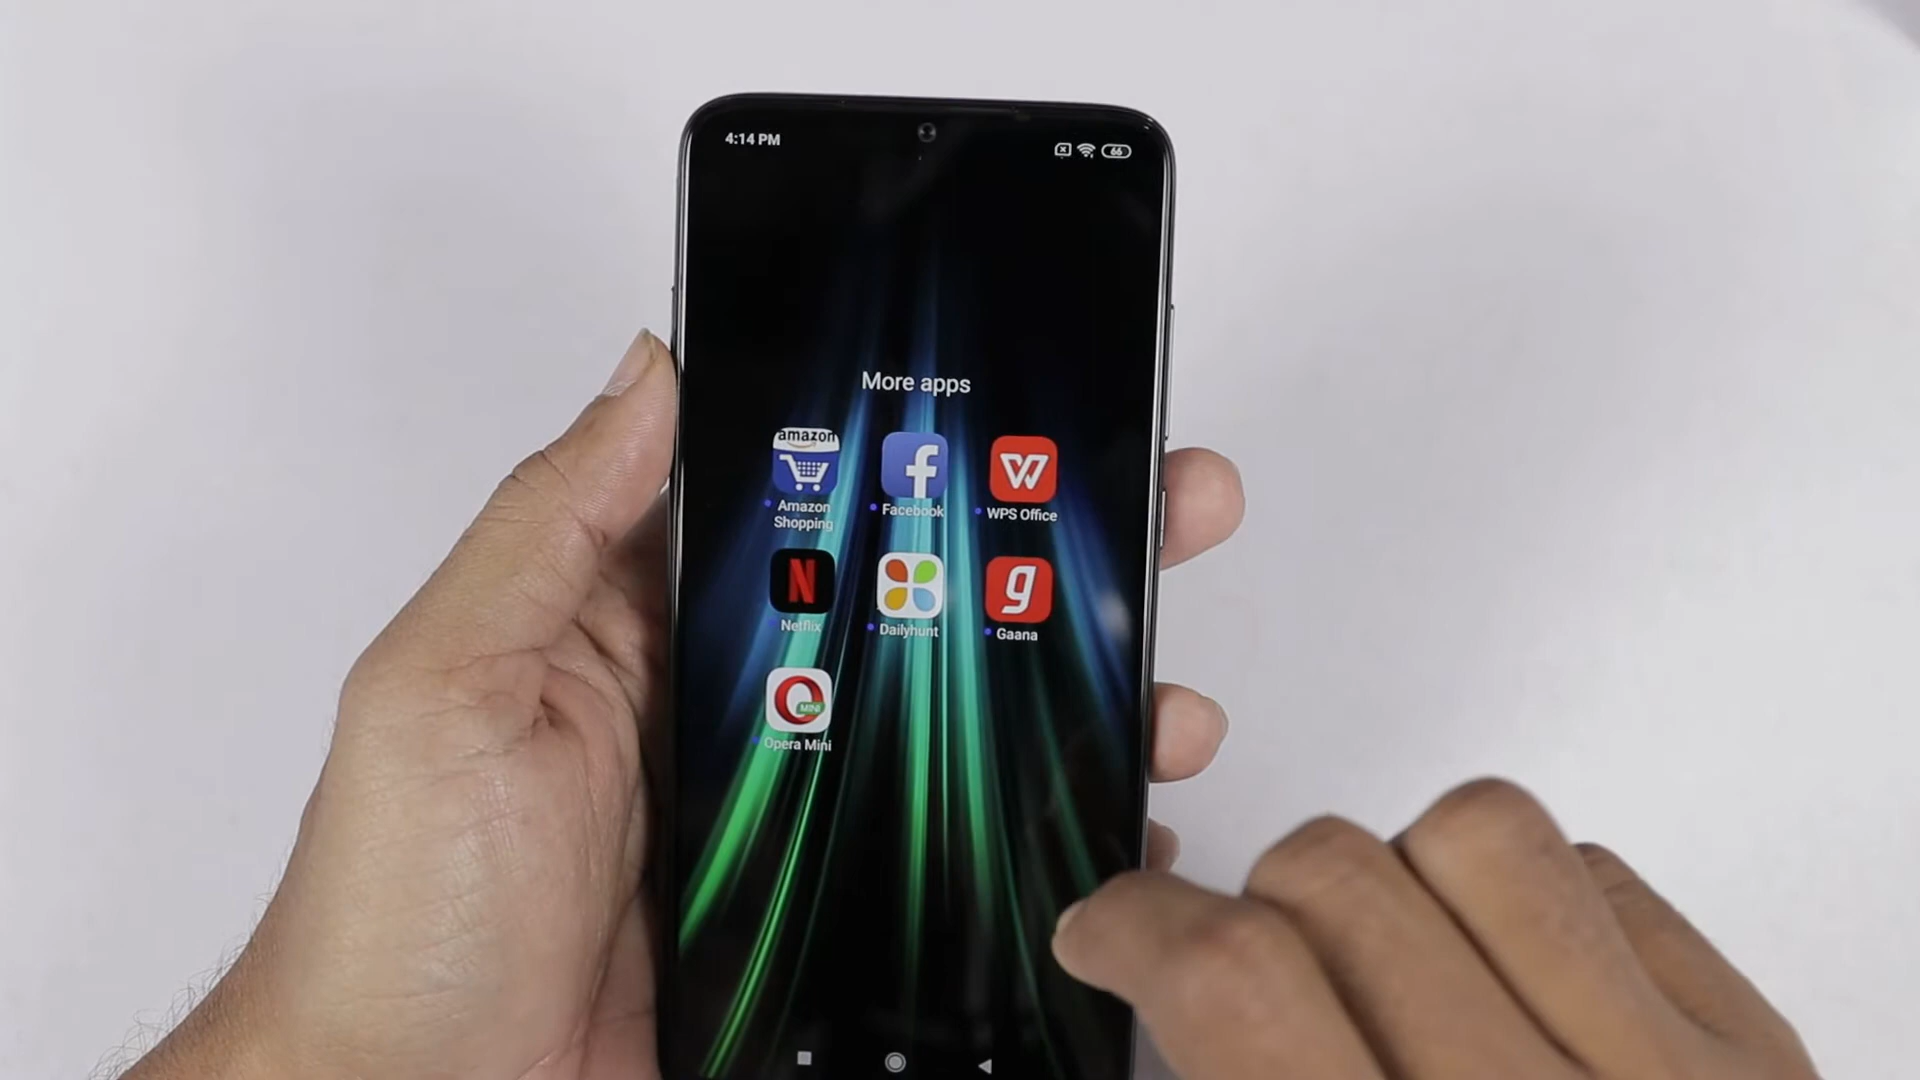 4:14 PM
66
More apps
amazon
Amazon
Shopping
Facebook
WPS Office
Netflix
Dailyhunt
Gaana
MINI
Opera Mini